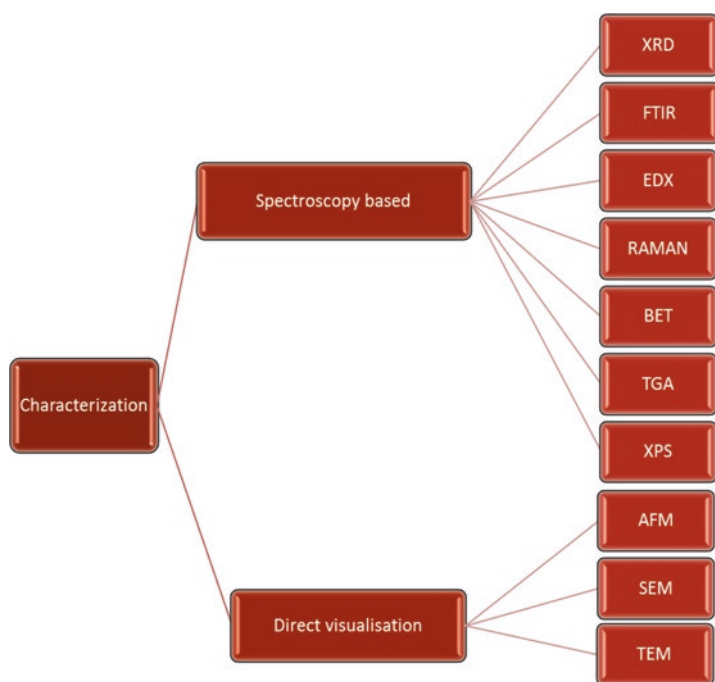 Characterization
Spectroscopy based
XRD
FTIR
EDX
RAMAN
BET
TGA
XPS
Direct visualisation
AFM
SEM
TEM